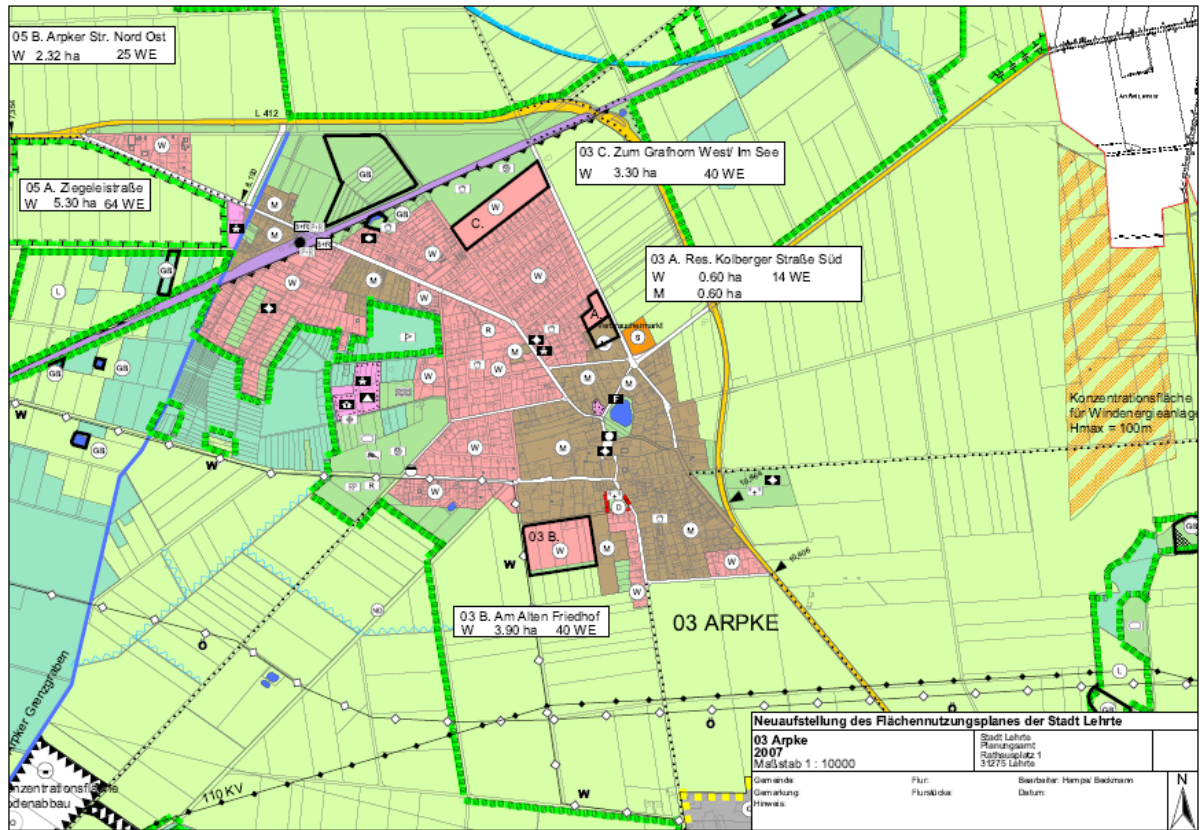 05 B. Arpker Str. Nord Ost
W 2.32 ha 25 WE
L 412
05 A. Ziegeleistraße
W 5.30 ha 64 WE
03 C. Zum Grafhorn West/ Im See
W 3.30 ha 40 WE
C.
03 A. Res. Kolberger Straße Süd
W 0.60 ha 14 WE
M 0.60 ha
A.
Konzentrationsfläche
für Windenergieanlage
Hmax = 100m
03 B.
03 B. Am Alten Friedhof
W 3.90 ha 40 WE
03 ARPKE
Arpker Grenzgraben
110 KV
Neuaufstellung des Flächennutzungsplanes der Stadt Lehrte
03 Arpke
2007
Maßstab 1 : 10000
Stadt Lehrte
Planungsamt
Rathausplatz 1
31275 Lehrte
Gemeinde: Flur: Bearbeiter: Hempel Beckmann
Gemarkung: Flurstücke: Datum:
Hinweis:
N